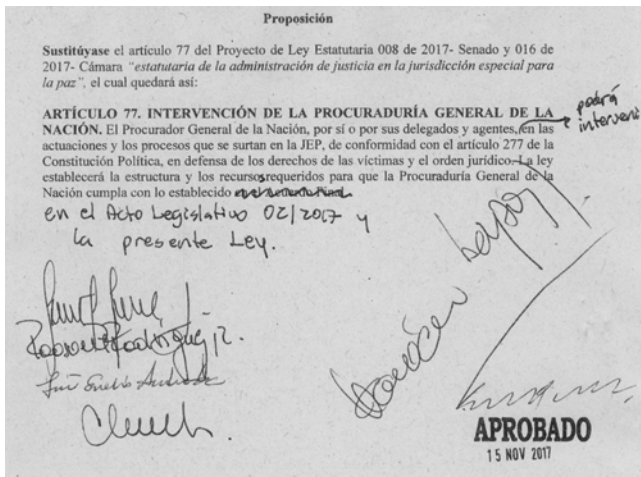 Proposición
Sustitúyase el artículo 77 del Proyecto de Ley Estatutaria 008 de 2017- Senado y 016 de
2017- Cámara "estatutaria de la administración de justicia en la jurisdicción especial para
la paz", el cual quedará así:
ARTÍCULO 77. INTERVENCIÓN DE LA PROCURADURÍA GENERAL DE LA
NACIÓN. El Procurador General de la Nación, por sí o por sus delegados y agentes, en las
podrá
intervenir
actuaciones y los procesos que se surtan en la JEP, de conformidad con el artículo 277 de la
Constitución Política, en defensa de los derechos de las víctimas y el orden jurídico. La ley
establecerá la estructura y los recursos requeridos para que la Procuraduría General de la
Nación cumpla con lo establecido en el Acuerdo Final
en el Acto Legislativo 02/2017 y
la presente Ley.
APROBADO
15 NOV 2017